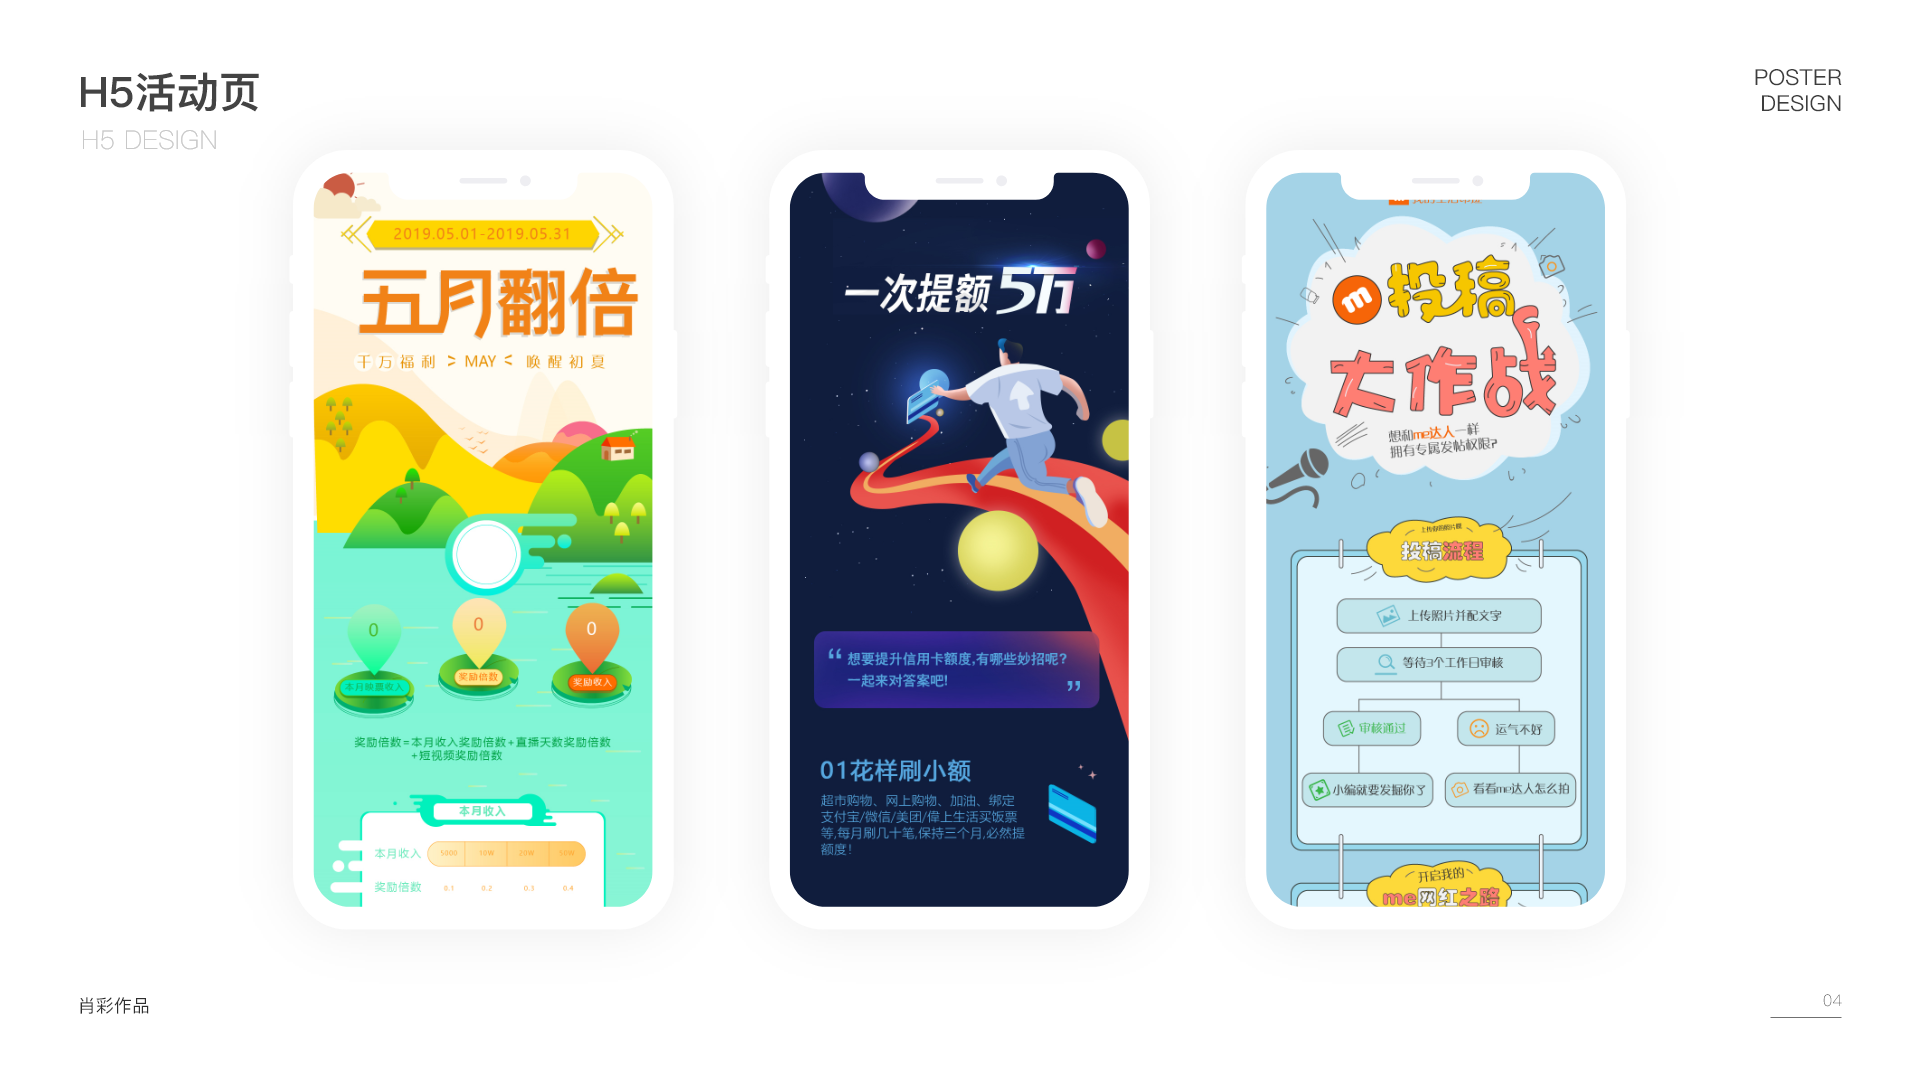 H5活动页
H5 DESIGN
POSTER
DESIGN
2019.05.01-2019.05.31
五月翻倍
千万福利 > MAY < 唤醒初夏
0
0
0
本月映票收入
奖励倍数
奖励收入
奖励倍数=本月收入奖励倍数+直播天数奖励倍数
+短视频奖励倍数
本月收入
本月收入 5000 10W 20W 30W
奖励倍数 0.1 0.2 0.3 0.4
一次提额5万
“想要提升信用卡额度,有哪些妙招呢?
一起来对答案吧!”
01花样刷小额
超市购物、网上购物、加油、绑定
支付宝/微信/美团/偉上生活买饭票
等,每月刷几十笔,保持三个月,必然提
额度!
m投稿
大作战
想和me达人一样
拥有专属发帖权限?
投稿流程
上传照片并配文字
等待3个工作日审核
审核通过
运气不好
小编就要发掘你了
看看me达人怎么拍
开启我的
me网红之路
肖彩作品
04